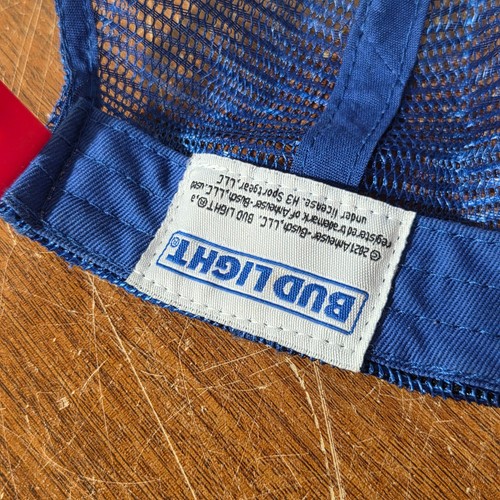 BUD LIGHT®
© 2021 Anheuser-Busch, LLC. BUD LIGHT®, a
registered trademark of Anheuser-Busch, LLC, used
under license. H3 Sportgear, LLC